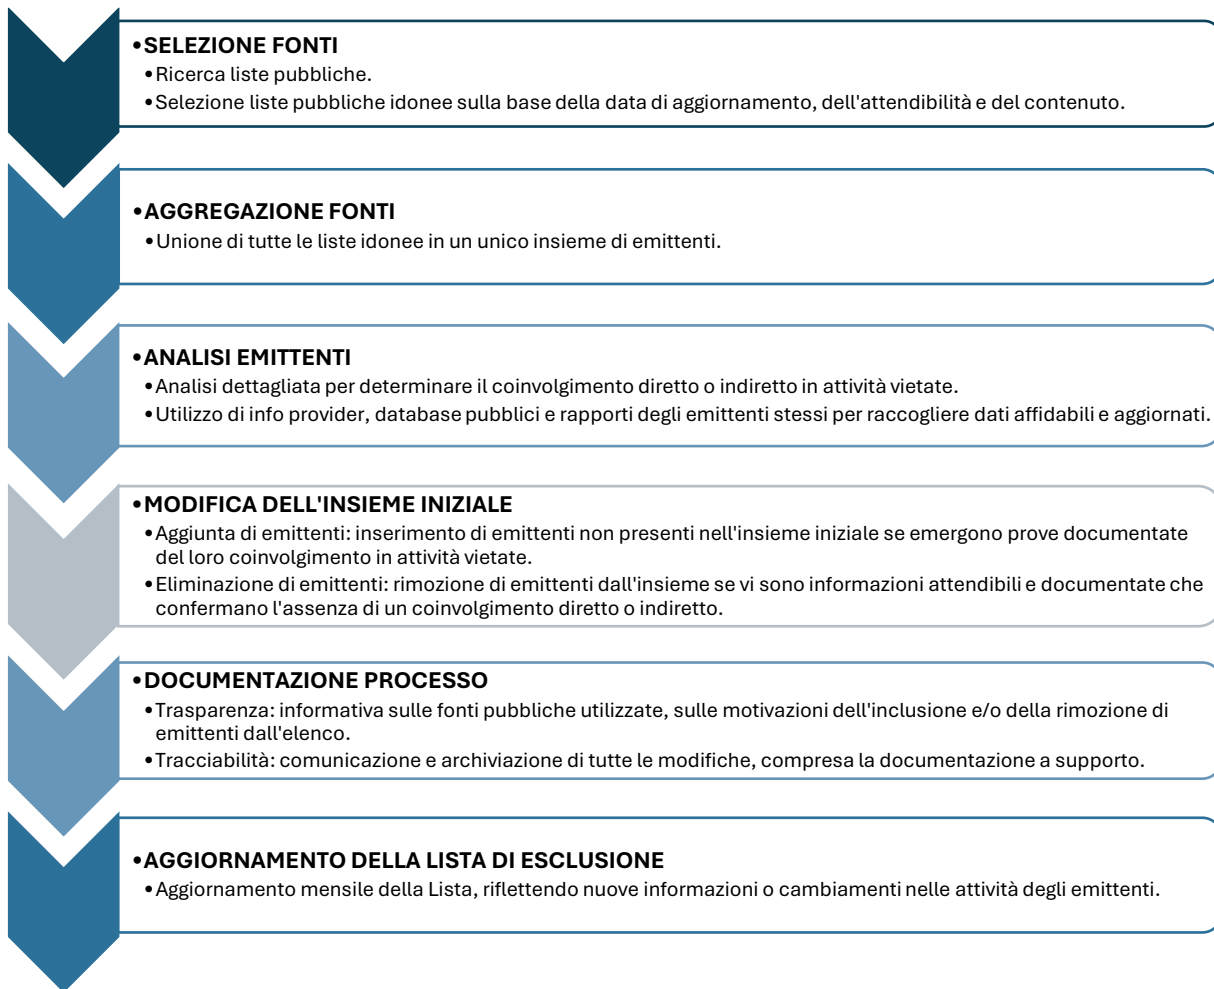 •SELEZIONE FONTI
•Ricerca liste pubbliche.
•Selezione liste pubbliche idonee sulla base della data di aggiornamento, dell'attendibilità e del contenuto.
•AGGREGAZIONE FONTI
•Unione di tutte le liste idonee in un unico insieme di emittenti.
•ANALISI EMITTENTI
•Analisi dettagliata per determinare il coinvolgimento diretto o indiretto in attività vietate.
•Utilizzo di info provider, database pubblici e rapporti degli emittenti stessi per raccogliere dati affidabili e aggiornati.
•MODIFICA DELL'INSIEME INIZIALE
•Aggiunta di emittenti: inserimento di emittenti non presenti nell'insieme iniziale se emergono prove documentate
del loro coinvolgimento in attività vietate.
•Eliminazione di emittenti: rimozione di emittenti dall'insieme se vi sono informazioni attendibili e documentate che
confermano l'assenza di un coinvolgimento diretto o indiretto.
•DOCUMENTAZIONE PROCESSO
•Trasparenza: informativa sulle fonti pubbliche utilizzate, sulle motivazioni dell'inclusione e/o della rimozione di
emittenti dall'elenco.
•Tracciabilità: comunicazione e archiviazione di tutte le modifiche, compresa la documentazione a supporto.
•AGGIORNAMENTO DELLA LISTA DI ESCLUSIONE
•Aggiornamento mensile della Lista, riflettendo nuove informazioni o cambiamenti nelle attività degli emittenti.